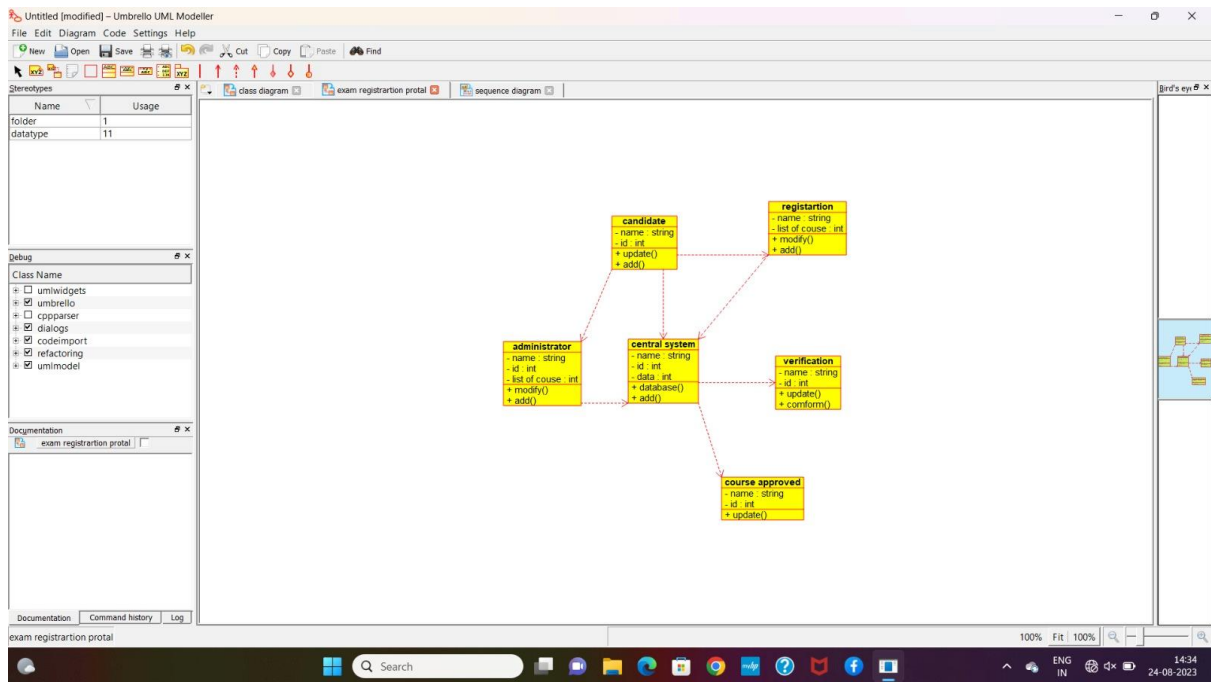 Untitled [modified] – Umbrello UML Modeller
File Edit Diagram Code Settings Help
New Open Save Cut Copy Paste Find
Stereotypes
Name Usage
folder 1
datatype 11
Debug
Class Name
umlwidgets
umbrello
cppparser
dialogs
codeimport
refactoring
umlmodel
Documentation
exam registrartion protal
Documentation Command history Log
exam registrartion protal
class diagram exam registrartion protal sequence diagram
candidate
- name : string
- id : int
+ update()
+ add()
registartion
- name : string
- list of couse : int
+ modify()
+ add()
administrator
- name : string
- id : int
- list of couse : int
+ modify()
+ add()
central system
- name : string
- id : int
- data : int
+ database()
+ add()
verification
- name : string
- id : int
+ update()
+ comform()
course approved
- name : string
- id : int
+ update()
Bird's eye
100% Fit 100%
Search
ENG
IN
14:34
24-08-2023